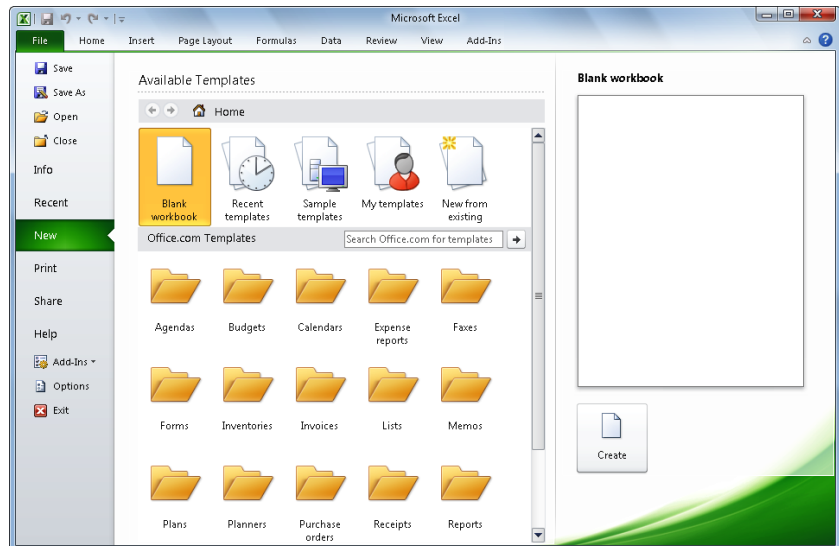 Microsoft Excel
File Home Insert Page Layout Formulas Data Review View Add-Ins
Save
Save As
Open
Close
Info
Recent
New
Print
Share
Help
Add-Ins
Options
Exit
Available Templates
Home
Blank workbook
Recent templates
Sample templates
My templates
New from existing
Office.com Templates
Search Office.com for templates
Agendas Budgets Calendars Expense reports Faxes
Forms Inventories Invoices Lists Memos
Plans Planners Purchase orders Receipts Reports
Blank workbook
Create